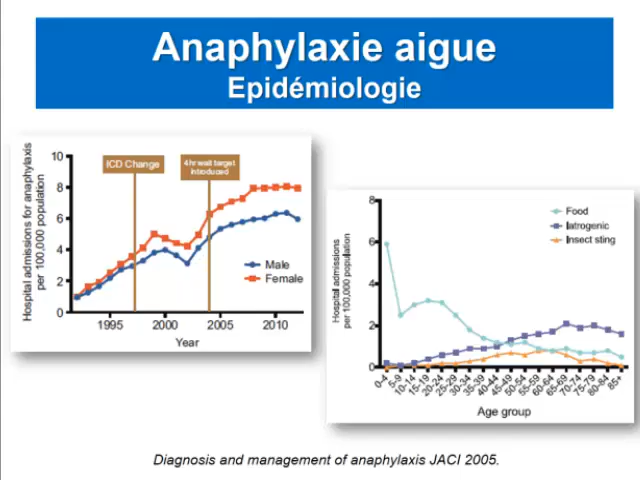 Anaphylaxie aigue
Epidémiologie
Hospital admissions for anaphylaxis
per 100,000 population
10
8
6
4
2
0
ICD Change
4hr wait target
introduced
Male
Female
1995
2000
2005
2010
Year
Hospital admissions
per 100,000 population
8
6
4
2
0
Food
Iatrogenic
Insect sting
0-4
5-9
10-14
15-19
20-24
25-29
30-34
35-39
40-44
45-49
50-54
55-59
60-64
65-69
70-74
75-79
80-84
85+
Age group
Diagnosis and management of anaphylaxis JACI 2005.